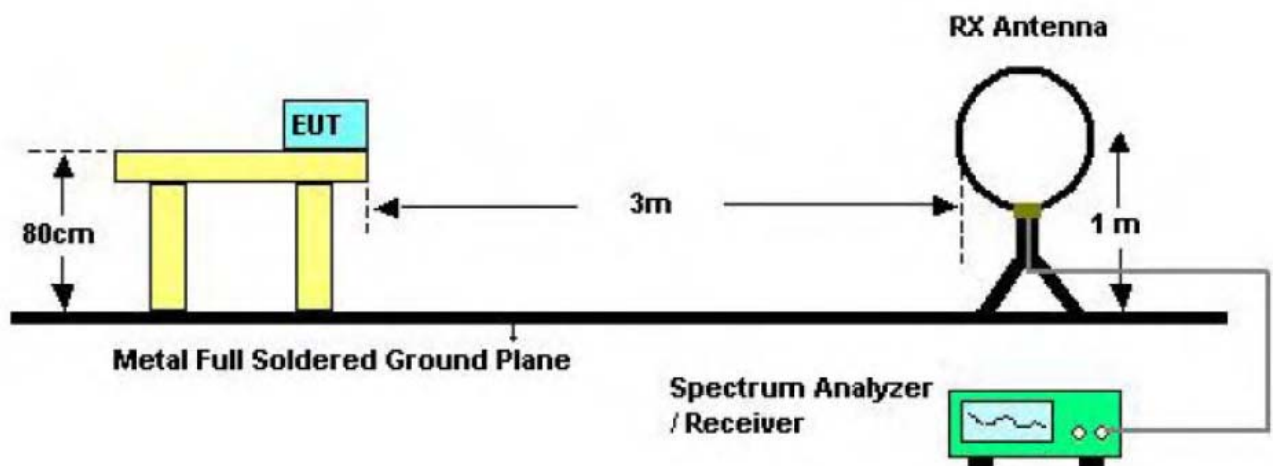 RX Antenna
EUT
80cm
3m
1 m
Metal Full Soldered Ground Plane
Spectrum Analyzer
/ Receiver